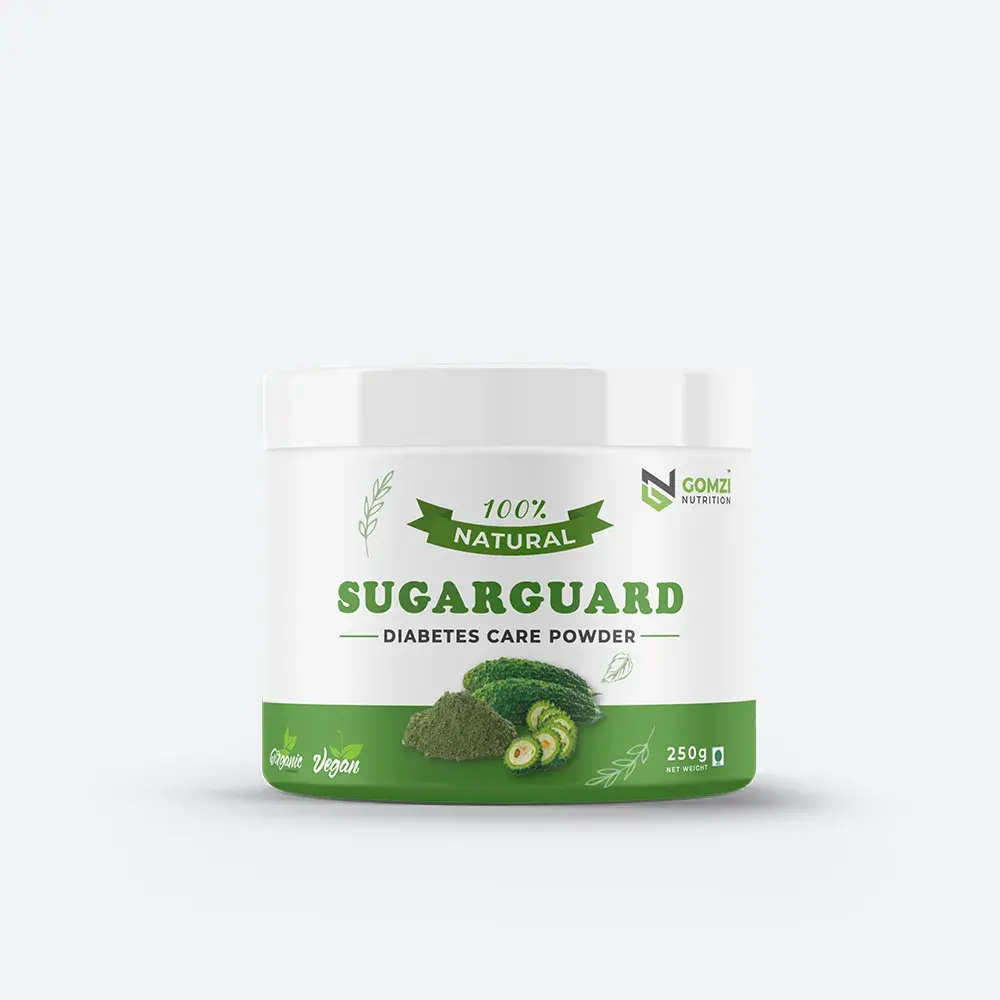 100%
NATURAL
GOMZI
NUTRITION
SUGARGUARD
DIABETES CARE POWDER
Organic
Vegan
250g
NET WEIGHT